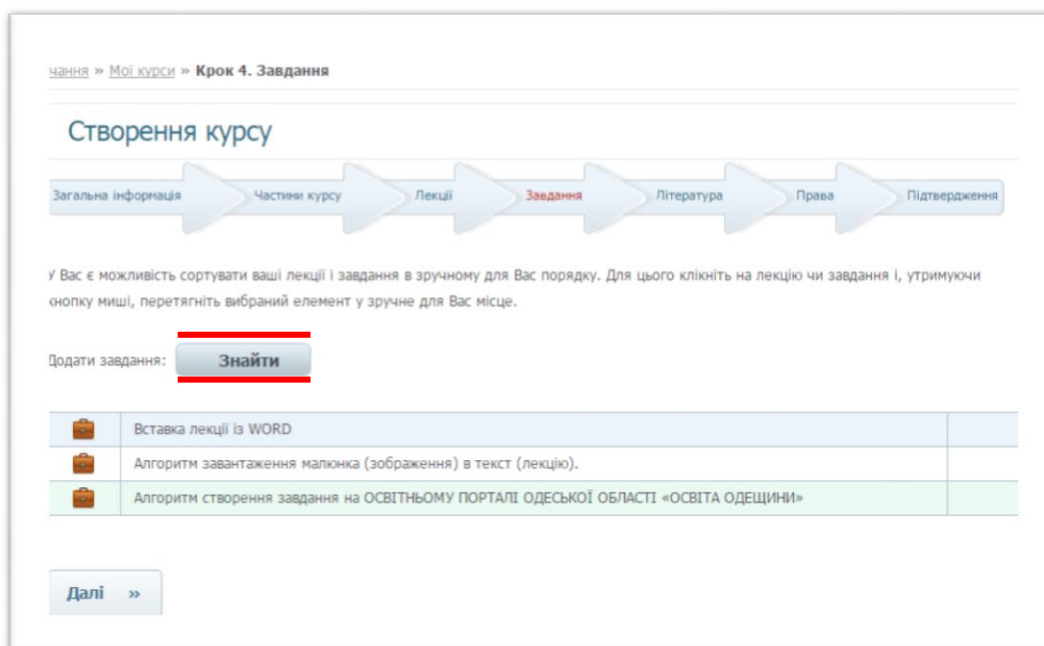 чання » Мої курси » Крок 4. Завдання
Створення курсу
Загальна інформація Частини курсу Лекції Завдання Література Права Підтвердження
У Вас є можливість сортувати ваші лекції і завдання в зручному для Вас порядку. Для цього клікніть на лекцію чи завдання і, утримуючи
кнопку миші, перетягніть вибраний елемент у зручне для Вас місце.
Додати завдання: Знайти
Вставка лекції із WORD
Алгоритм завантаження малюнка (зображення) в текст (лекцію).
Алгоритм створення завдання на ОСВІТНЬОМУ ПОРТАЛІ ОДЕСЬКОЇ ОБЛАСТІ «ОСВІТА ОДЕЩИНИ»
Далі »